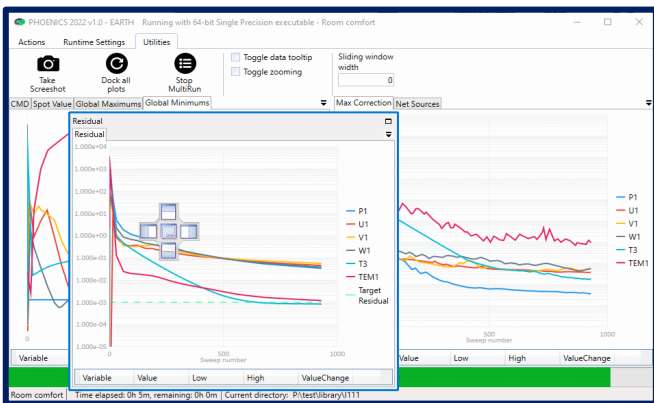 PHOENICS 2022 v1.0 - EARTH Running with 64-bit Single Precision executable - Room comfort
Actions Runtime Settings Utilities
Take Screeshot
Dock all plots
Stop MultiRun
Toggle data tooltip
Toggle zooming
Sliding window width
0
CMD Spot Value Global Maximums Global Minimums
Max Correction Net Sources
Residual
Residual
1.000e+04
1.000e+03
1.000e+02
1.000e+01
1.000e+00
1.000e-01
1.000e-02
1.000e-03
1.000e-04
1.000e-05
0 500 1000
Sweep number
P1
U1
V1
W1
T3
TEM1
Target
Residual
Variable Value Low High ValueChange
0
Variable
P1
U1
V1
W1
T3
TEM1
500 1000
Sweep number
Value Low High ValueChange
Room comfort Time elapsed: 0h 5m, remaining: 0h 0m Current directory: P:\test\library\I111